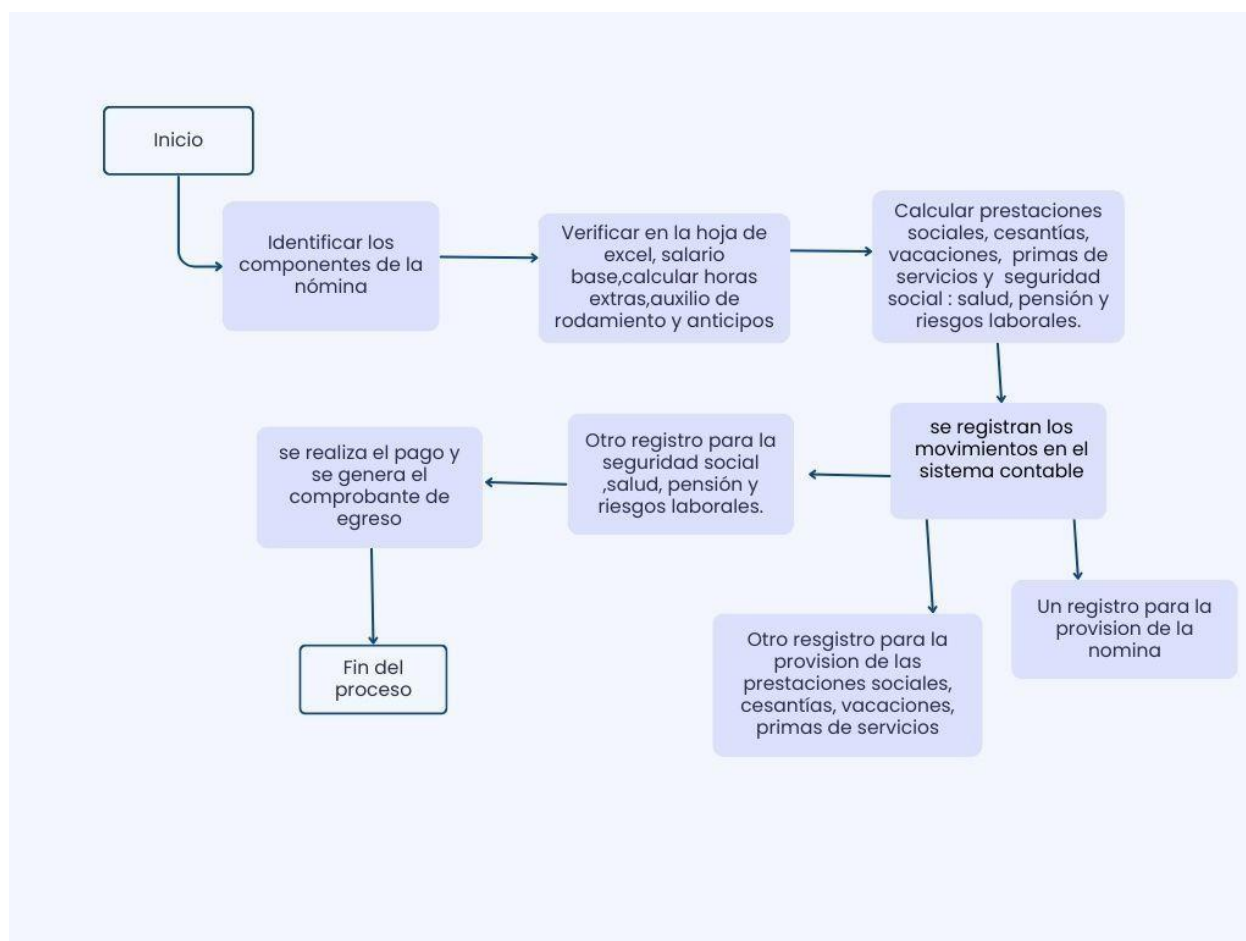 Inicio
Identificar los
componentes de la
nómina
Verificar en la hoja de
excel, salario
base,calcular horas
extras,auxilio de
rodamiento y anticipos
Calcular prestaciones
sociales, cesantías,
vacaciones, primas de
servicios y seguridad
social : salud, pensión y
riesgos laborales.
se registran los
movimientos en el
sistema contable
Un registro para la
provision de la
nomina
Otro resgistro para la
provision de las
prestaciones sociales,
cesantías, vacaciones,
primas de servicios
Otro registro para la
seguridad social
,salud, pensión y
riesgos laborales.
se realiza el pago y
se genera el
comprobante de
egreso
Fin del
proceso